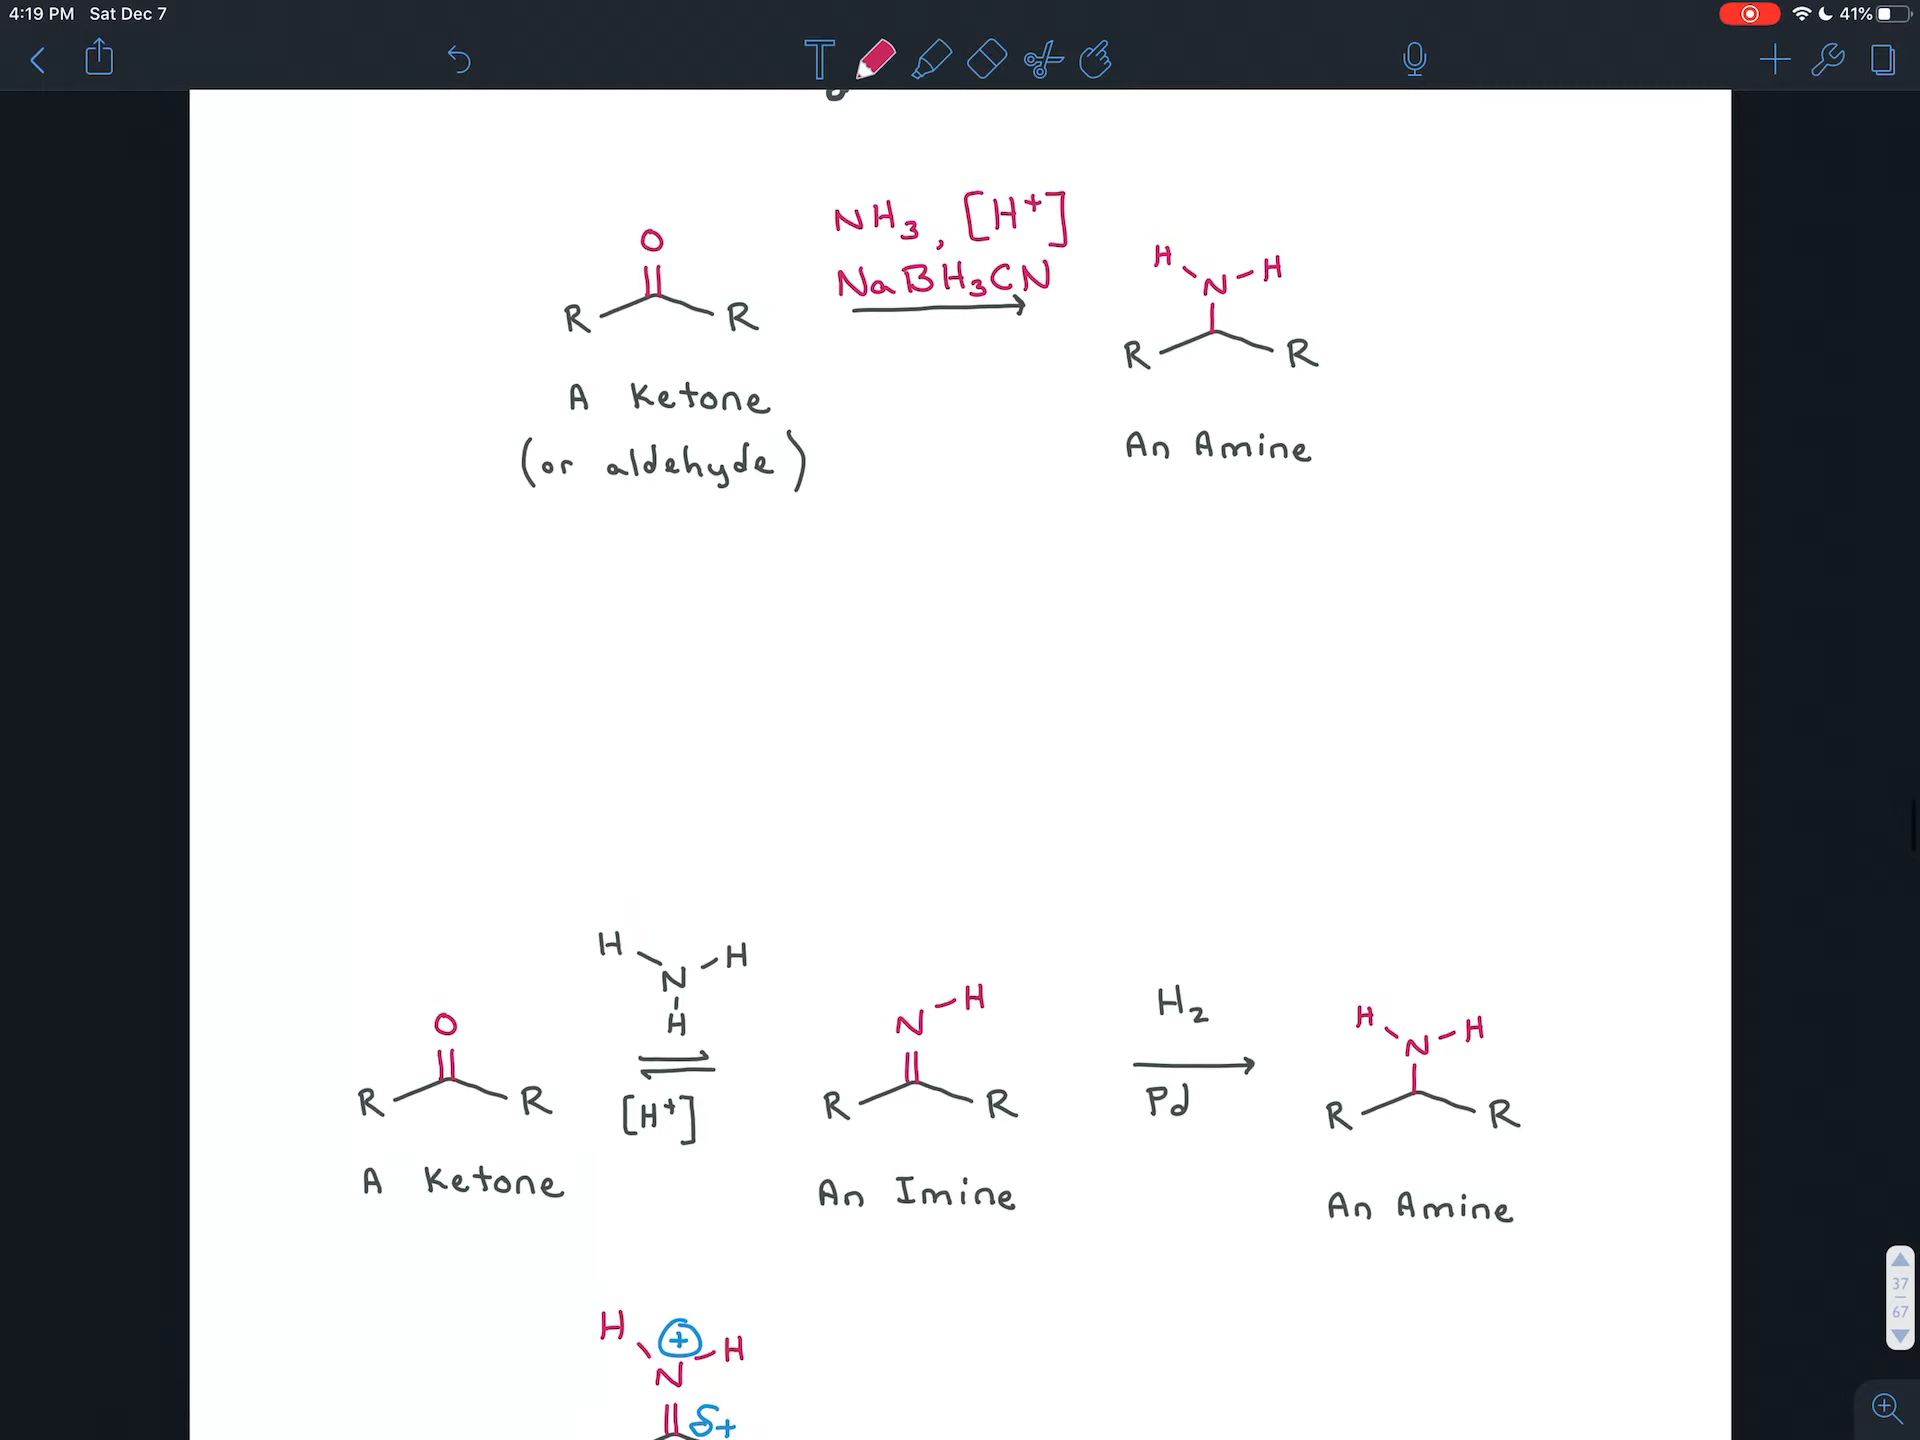 4:19 PM Sat Dec 7
41%
NH₃, [H⁺]
NaBH₃CN
O
R R
H N H
R R
A Ketone
(or aldehyde)
An Amine
H N H
H
[H⁺]
O
R R
A Ketone
N H
R R
An Imine
H₂
Pd
H N H
R R
An Amine
H + H
N
δ+
37
67